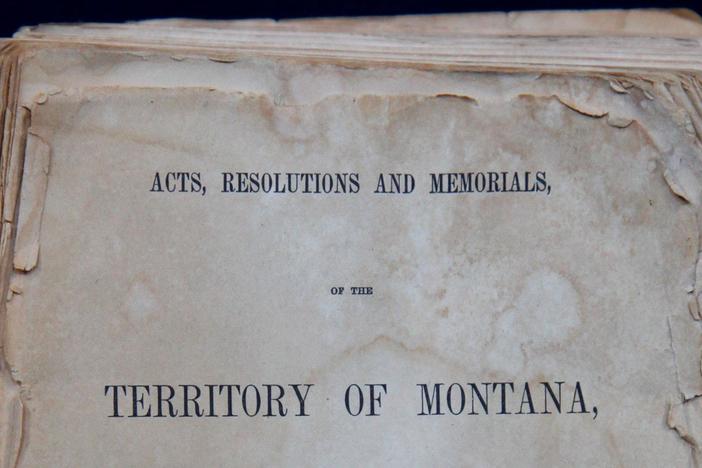 ACTS, RESOLUTIONS AND MEMORIALS,
OF THE
TERRITORY OF MONTANA,